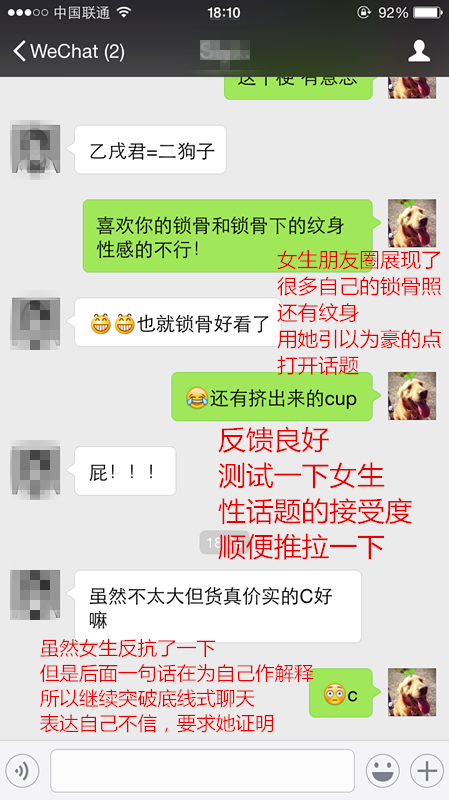 中国联通
18:10
92%
WeChat (2)
这个梗 有意思
乙戌君=二狗子
喜欢你的锁骨和锁骨下的纹身
性感的不行！
女生朋友圈展现了
很多自己的锁骨照
还有纹身
用她引以为豪的点
打开话题
😁😁也就锁骨好看了
😂还有挤出来的cup
反馈良好
测试一下女生
性话题的接受度
顺便推拉一下
屁！！！
虽然不太大但货真价实的C好
嘛
虽然女生反抗了一下
但是后面一句话在为自己作解释
所以继续突破底线式聊天
表达自己不信，要求她证明
😳c